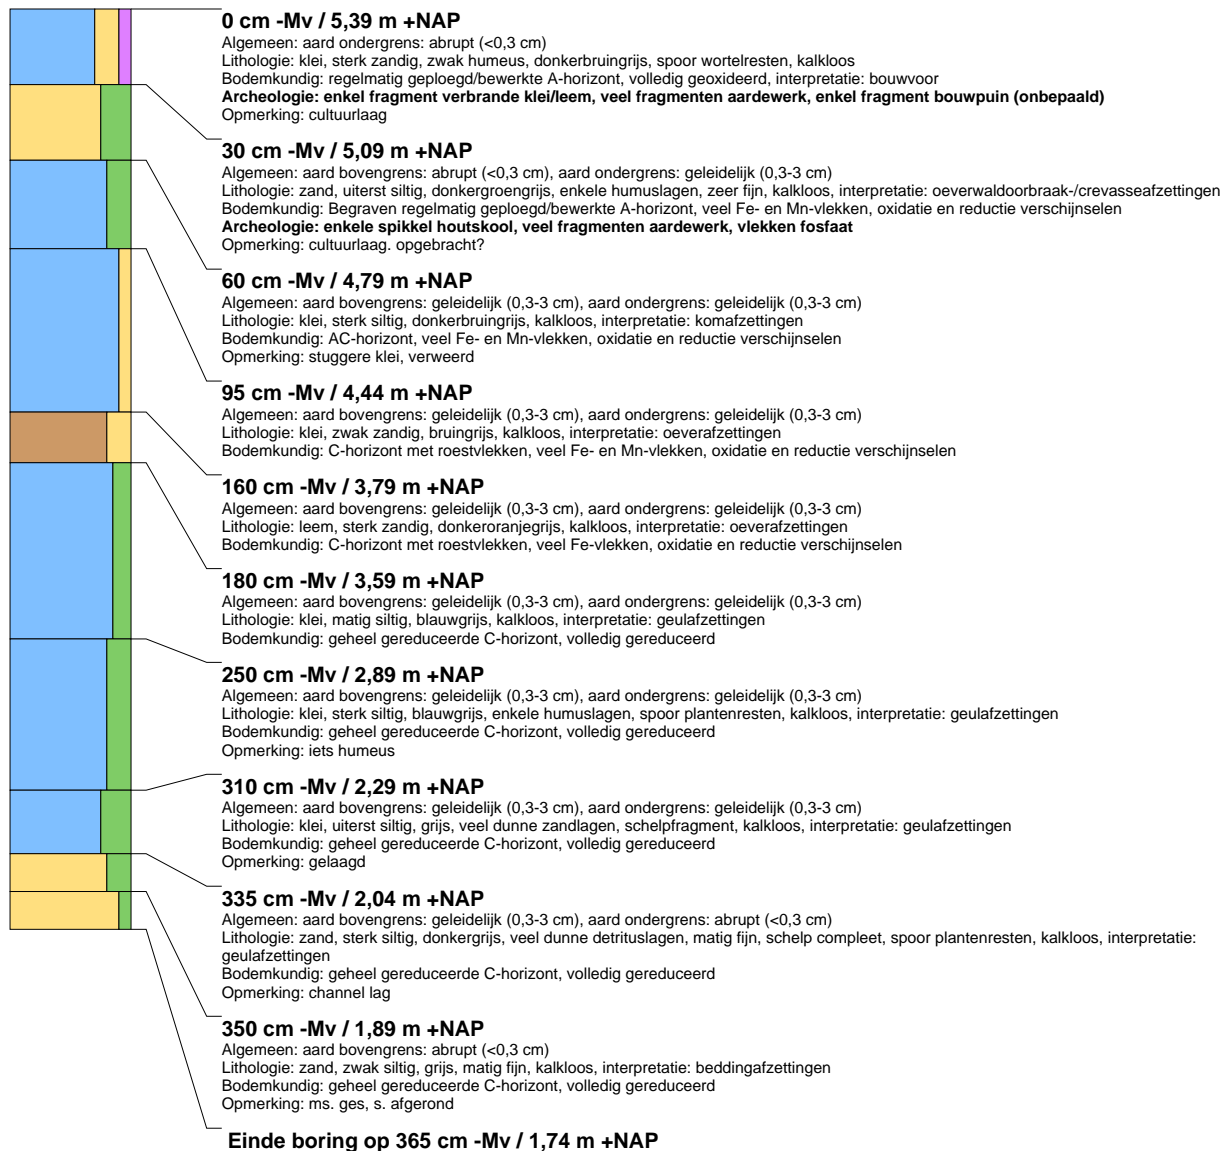 0 cm -Mv / 5,39 m +NAP
Algemeen: aard ondergrens: abrupt (<0,3 cm)
Lithologie: klei, sterk zandig, zwak humeus, donkerbruingrijs, spoor wortelresten, kalkloos
Bodemkundig: regelmatig geploegd/bewerkte A-horizont, volledig geoxideerd, interpretatie: bouwvoor
Archeologie: enkel fragment verbrande klei/leem, veel fragmenten aardewerk, enkel fragment bouwpuin (onbepaald)
Opmerking: cultuurlaag
30 cm -Mv / 5,09 m +NAP
Algemeen: aard bovengrens: abrupt (<0,3 cm), aard ondergrens: geleidelijk (0,3-3 cm)
Lithologie: zand, uiterst siltig, donkergroengrijs, enkele humuslagen, zeer fijn, kalkloos, interpretatie: oeverwaldoorbraak-/crevasseafzettingen
Bodemkundig: Begraven regelmatig geploegd/bewerkte A-horizont, veel Fe- en Mn-vlekken, oxidatie en reductie verschijnselen
Archeologie: enkele spikkel houtskool, veel fragmenten aardewerk, vlekken fosfaat
Opmerking: cultuurlaag. opgebracht?
60 cm -Mv / 4,79 m +NAP
Algemeen: aard bovengrens: geleidelijk (0,3-3 cm), aard ondergrens: geleidelijk (0,3-3 cm)
Lithologie: klei, sterk siltig, donkerbruingrijs, kalkloos, interpretatie: komafzettingen
Bodemkundig: AC-horizont, veel Fe- en Mn-vlekken, oxidatie en reductie verschijnselen
Opmerking: stuggere klei, verweerd
95 cm -Mv / 4,44 m +NAP
Algemeen: aard bovengrens: geleidelijk (0,3-3 cm), aard ondergrens: geleidelijk (0,3-3 cm)
Lithologie: klei, zwak zandig, bruingrijs, kalkloos, interpretatie: oeverafzettingen
Bodemkundig: C-horizont met roestvlekken, veel Fe- en Mn-vlekken, oxidatie en reductie verschijnselen
160 cm -Mv / 3,79 m +NAP
Algemeen: aard bovengrens: geleidelijk (0,3-3 cm), aard ondergrens: geleidelijk (0,3-3 cm)
Lithologie: leem, sterk zandig, donkeroranjegrijs, kalkloos, interpretatie: oeverafzettingen
Bodemkundig: C-horizont met roestvlekken, veel Fe-vlekken, oxidatie en reductie verschijnselen
180 cm -Mv / 3,59 m +NAP
Algemeen: aard bovengrens: geleidelijk (0,3-3 cm), aard ondergrens: geleidelijk (0,3-3 cm)
Lithologie: klei, matig siltig, blauwgrijs, kalkloos, interpretatie: geulafzettingen
Bodemkundig: geheel gereduceerde C-horizont, volledig gereduceerd
250 cm -Mv / 2,89 m +NAP
Algemeen: aard bovengrens: geleidelijk (0,3-3 cm), aard ondergrens: geleidelijk (0,3-3 cm)
Lithologie: klei, sterk siltig, blauwgrijs, enkele humuslagen, spoor plantenresten, kalkloos, interpretatie: geulafzettingen
Bodemkundig: geheel gereduceerde C-horizont, volledig gereduceerd
Opmerking: iets humeus
310 cm -Mv / 2,29 m +NAP
Algemeen: aard bovengrens: geleidelijk (0,3-3 cm), aard ondergrens: geleidelijk (0,3-3 cm)
Lithologie: klei, uiterst siltig, grijs, veel dunne zandlagen, schelpfragment, kalkloos, interpretatie: geulafzettingen
Bodemkundig: geheel gereduceerde C-horizont, volledig gereduceerd
Opmerking: gelaagd
335 cm -Mv / 2,04 m +NAP
Algemeen: aard bovengrens: geleidelijk (0,3-3 cm), aard ondergrens: abrupt (<0,3 cm)
Lithologie: zand, sterk siltig, donkergrijs, veel dunne detrituslagen, matig fijn, schelp compleet, spoor plantenresten, kalkloos, interpretatie:
geulafzettingen
Bodemkundig: geheel gereduceerde C-horizont, volledig gereduceerd
Opmerking: channel lag
350 cm -Mv / 1,89 m +NAP
Algemeen: aard bovengrens: abrupt (<0,3 cm)
Lithologie: zand, zwak siltig, grijs, matig fijn, kalkloos, interpretatie: beddingafzettingen
Bodemkundig: geheel gereduceerde C-horizont, volledig gereduceerd
Opmerking: ms. ges, s. afgerond
Einde boring op 365 cm -Mv / 1,74 m +NAP